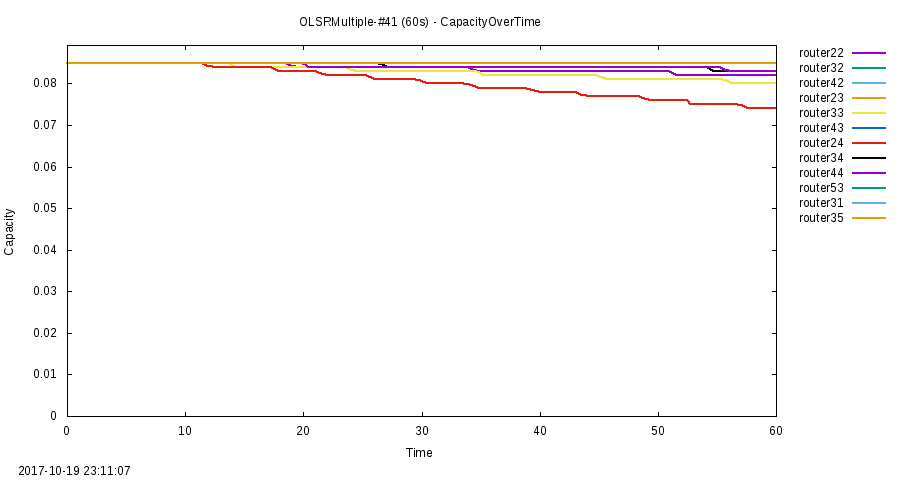 OLSRMultiple-#41 (60s) - CapacityOverTime
router22
router32
router42
router23
router33
router43
router24
router34
router44
router53
router31
router35
0.08
0.07
0.06
0.05
0.04
0.03
0.02
0.01
0
Capacity
0 10 20 30 40 50 60
Time
2017-10-19 23:11:07